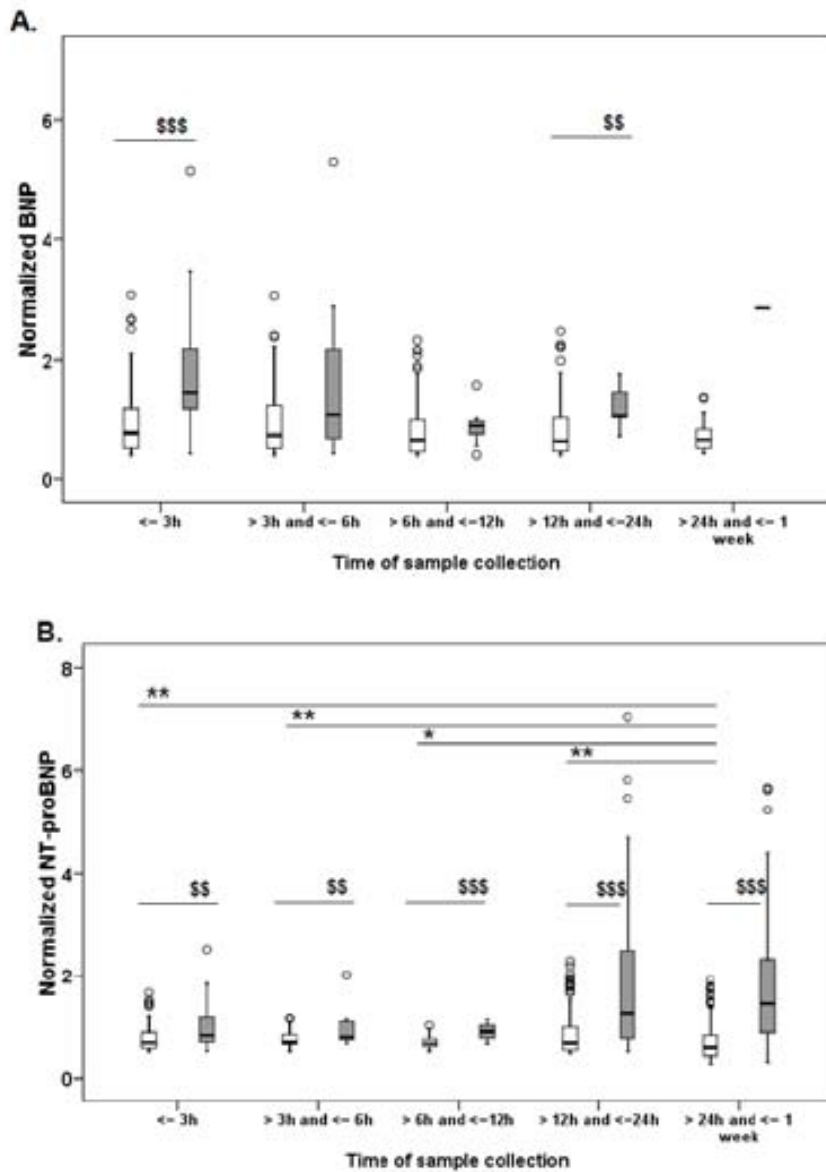 A.
$$$
$$
6
4
2
0
Normalized BNP
<- 3h
> 3h and <- 6h
> 6h and <-12h
> 12h and <-24h
> 24h and <- 1
week
Time of sample collection
B.
8
**
**
*
**
6
4
$$
$$
$$$
$$$
$$$
2
0
Normalized NT-proBNP
<- 3h
> 3h and <- 6h
> 6h and <-12h
> 12h and <-24h
> 24h and <- 1
week
Time of sample collection